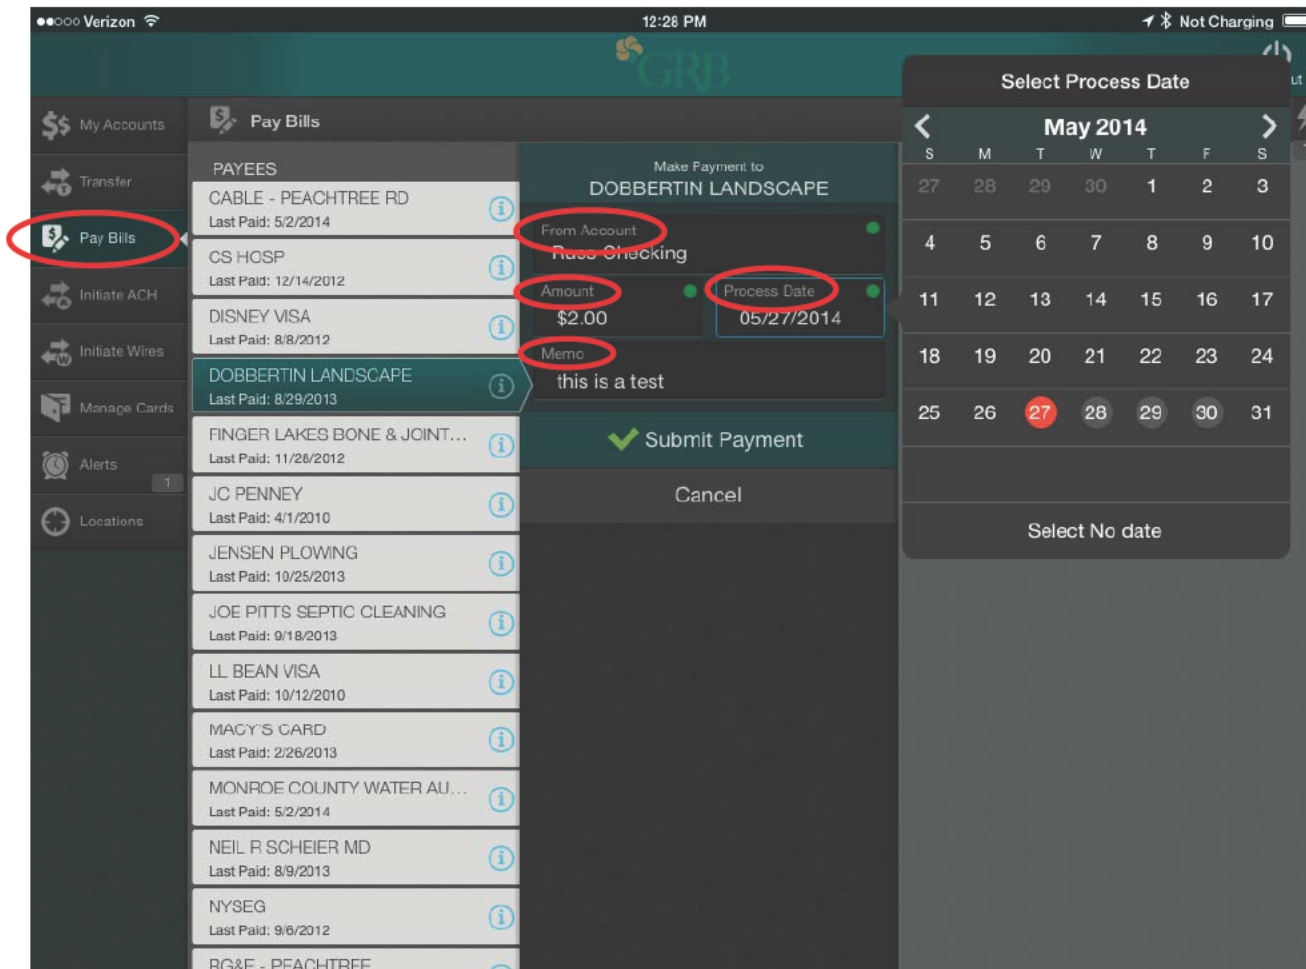 Verizon
12:28 PM
Not Charging
GRB
ut
My Accounts
Transfer
Pay Bills
Initiate ACH
Initiate Wires
Manage Cards
Alerts
1
Locations
Pay Bills
PAYEES
CABLE - PEACHTREE RD
Last Paid: 5/2/2014
CS HOSP
Last Paid: 12/14/2012
DISNEY VISA
Last Paid: 8/8/2012
DOBBERTIN LANDSCAPE
Last Paid: 8/29/2013
FINGER LAKES BONE & JOINT...
Last Paid: 11/28/2012
JC PENNEY
Last Paid: 4/1/2010
JENSEN PLOWING
Last Paid: 10/25/2013
JOE PITTS SEPTIC CLEANING
Last Paid: 9/18/2013
LL BEAN VISA
Last Paid: 10/12/2010
MACY'S CARD
Last Paid: 2/26/2013
MONROE COUNTY WATER AU...
Last Paid: 5/2/2014
NEIL R SCHEIER MD
Last Paid: 8/9/2013
NYSEG
Last Paid: 9/6/2012
RG&E - PEACHTREE
Make Payment to
DOBBERTIN LANDSCAPE
From Account
Russ Checking
Amount
$2.00
Process Date
05/27/2014
Memo
this is a test
Submit Payment
Cancel
Select Process Date
May 2014
S M T W T F S
27 28 29 30 1 2 3
4 5 6 7 8 9 10
11 12 13 14 15 16 17
18 19 20 21 22 23 24
25 26 27 28 29 30 31
Select No date